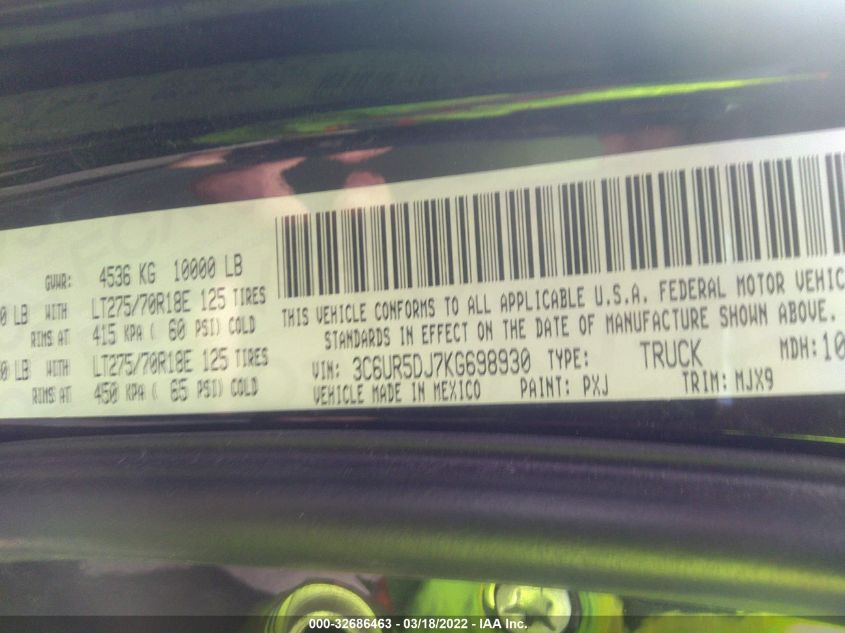 GVWR: 4536 KG 10000 LB
0 LB WITH LT275/70R18E 125 TIRES
RIMS AT 415 KPA ( 60 PSI) COLD
LB WITH LT275/70R18E 125 TIRES
RIMS AT 450 KPA ( 65 PSI) COLD
THIS VEHICLE CONFORMS TO ALL APPLICABLE U.S.A. FEDERAL MOTOR VEHIC
STANDARDS IN EFFECT ON THE DATE OF MANUFACTURE SHOWN ABOVE.
VIN: 3C6UR5DJ7KG698930 TYPE: TRUCK MDH: 10
VEHICLE MADE IN MEXICO PAINT: PXJ TRIM: MJX9
000-32686463 - 03/18/2022 - IAA Inc.